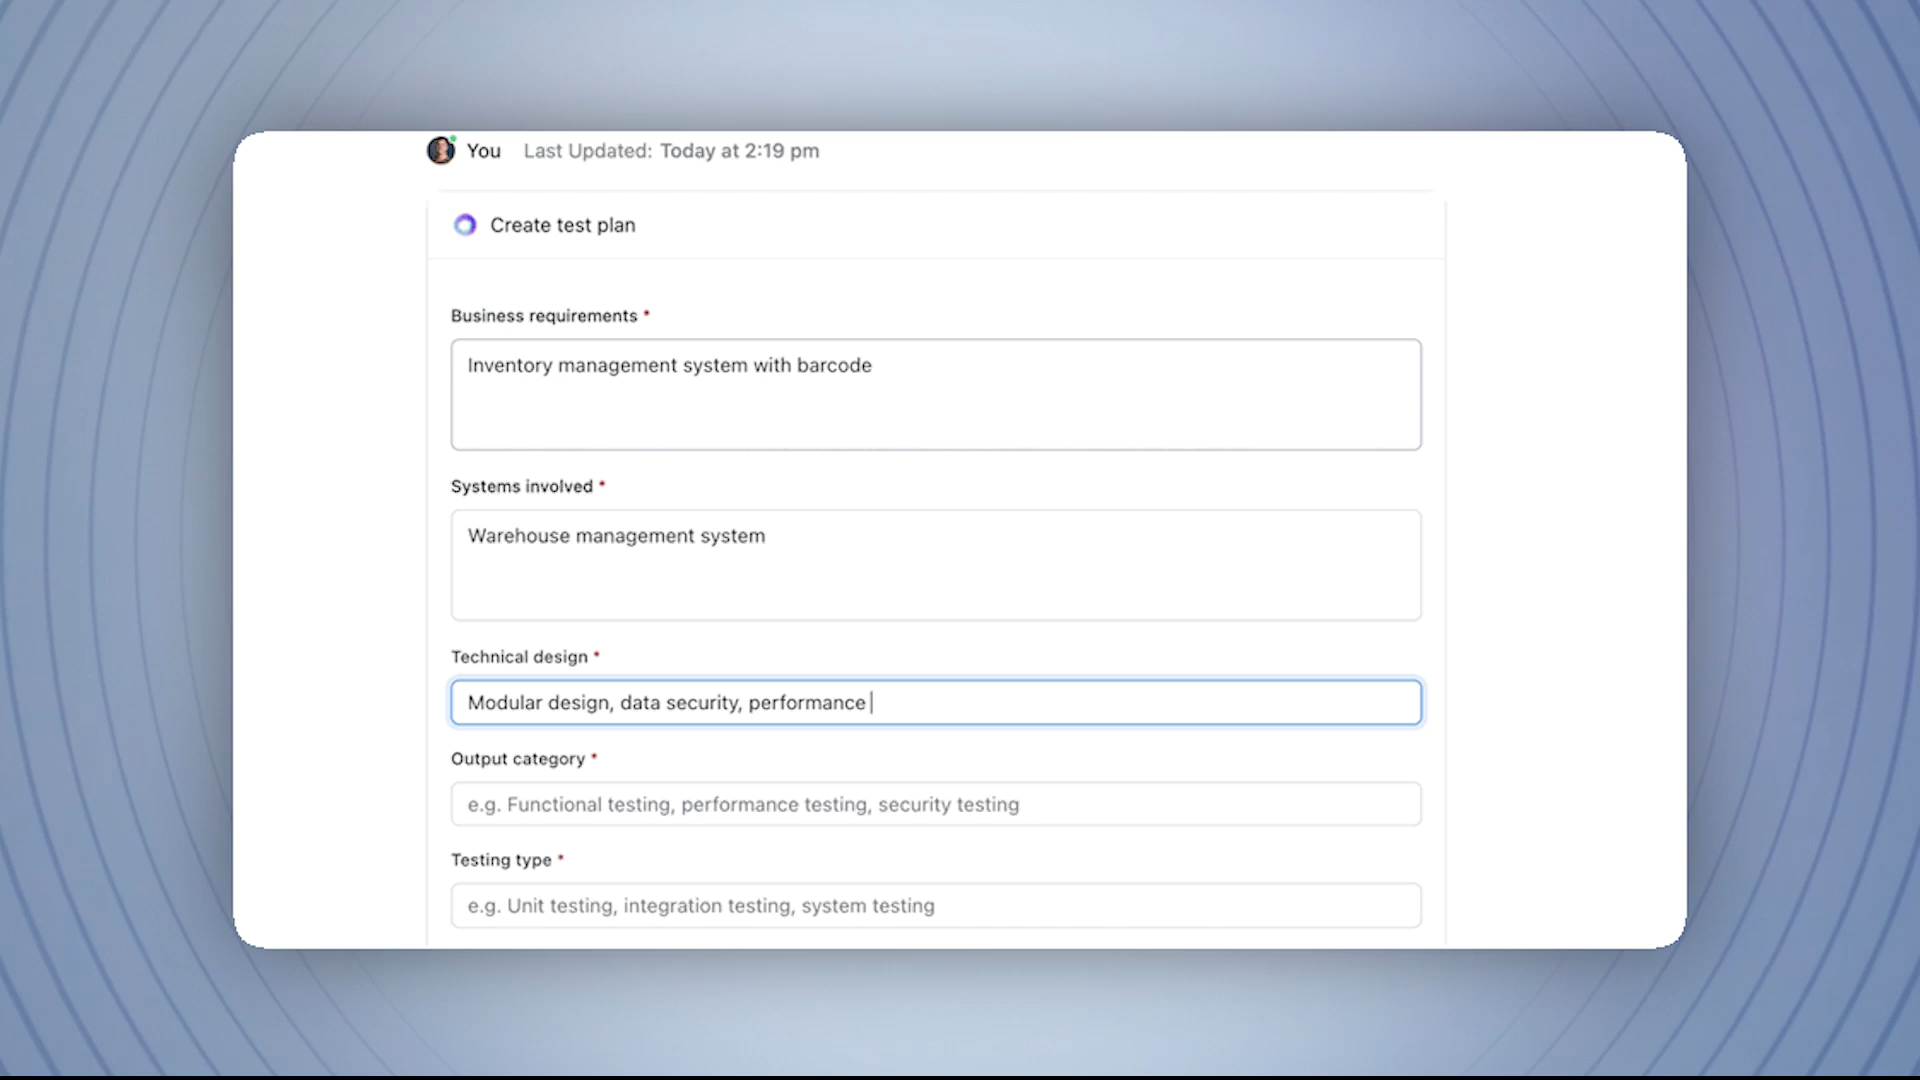 You Last Updated: Today at 2:19 pm
Create test plan
Business requirements *
Inventory management system with barcode
Systems involved *
Warehouse management system
Technical design *
Modular design, data security, performance
Output category *
e.g. Functional testing, performance testing, security testing
Testing type *
e.g. Unit testing, integration testing, system testing